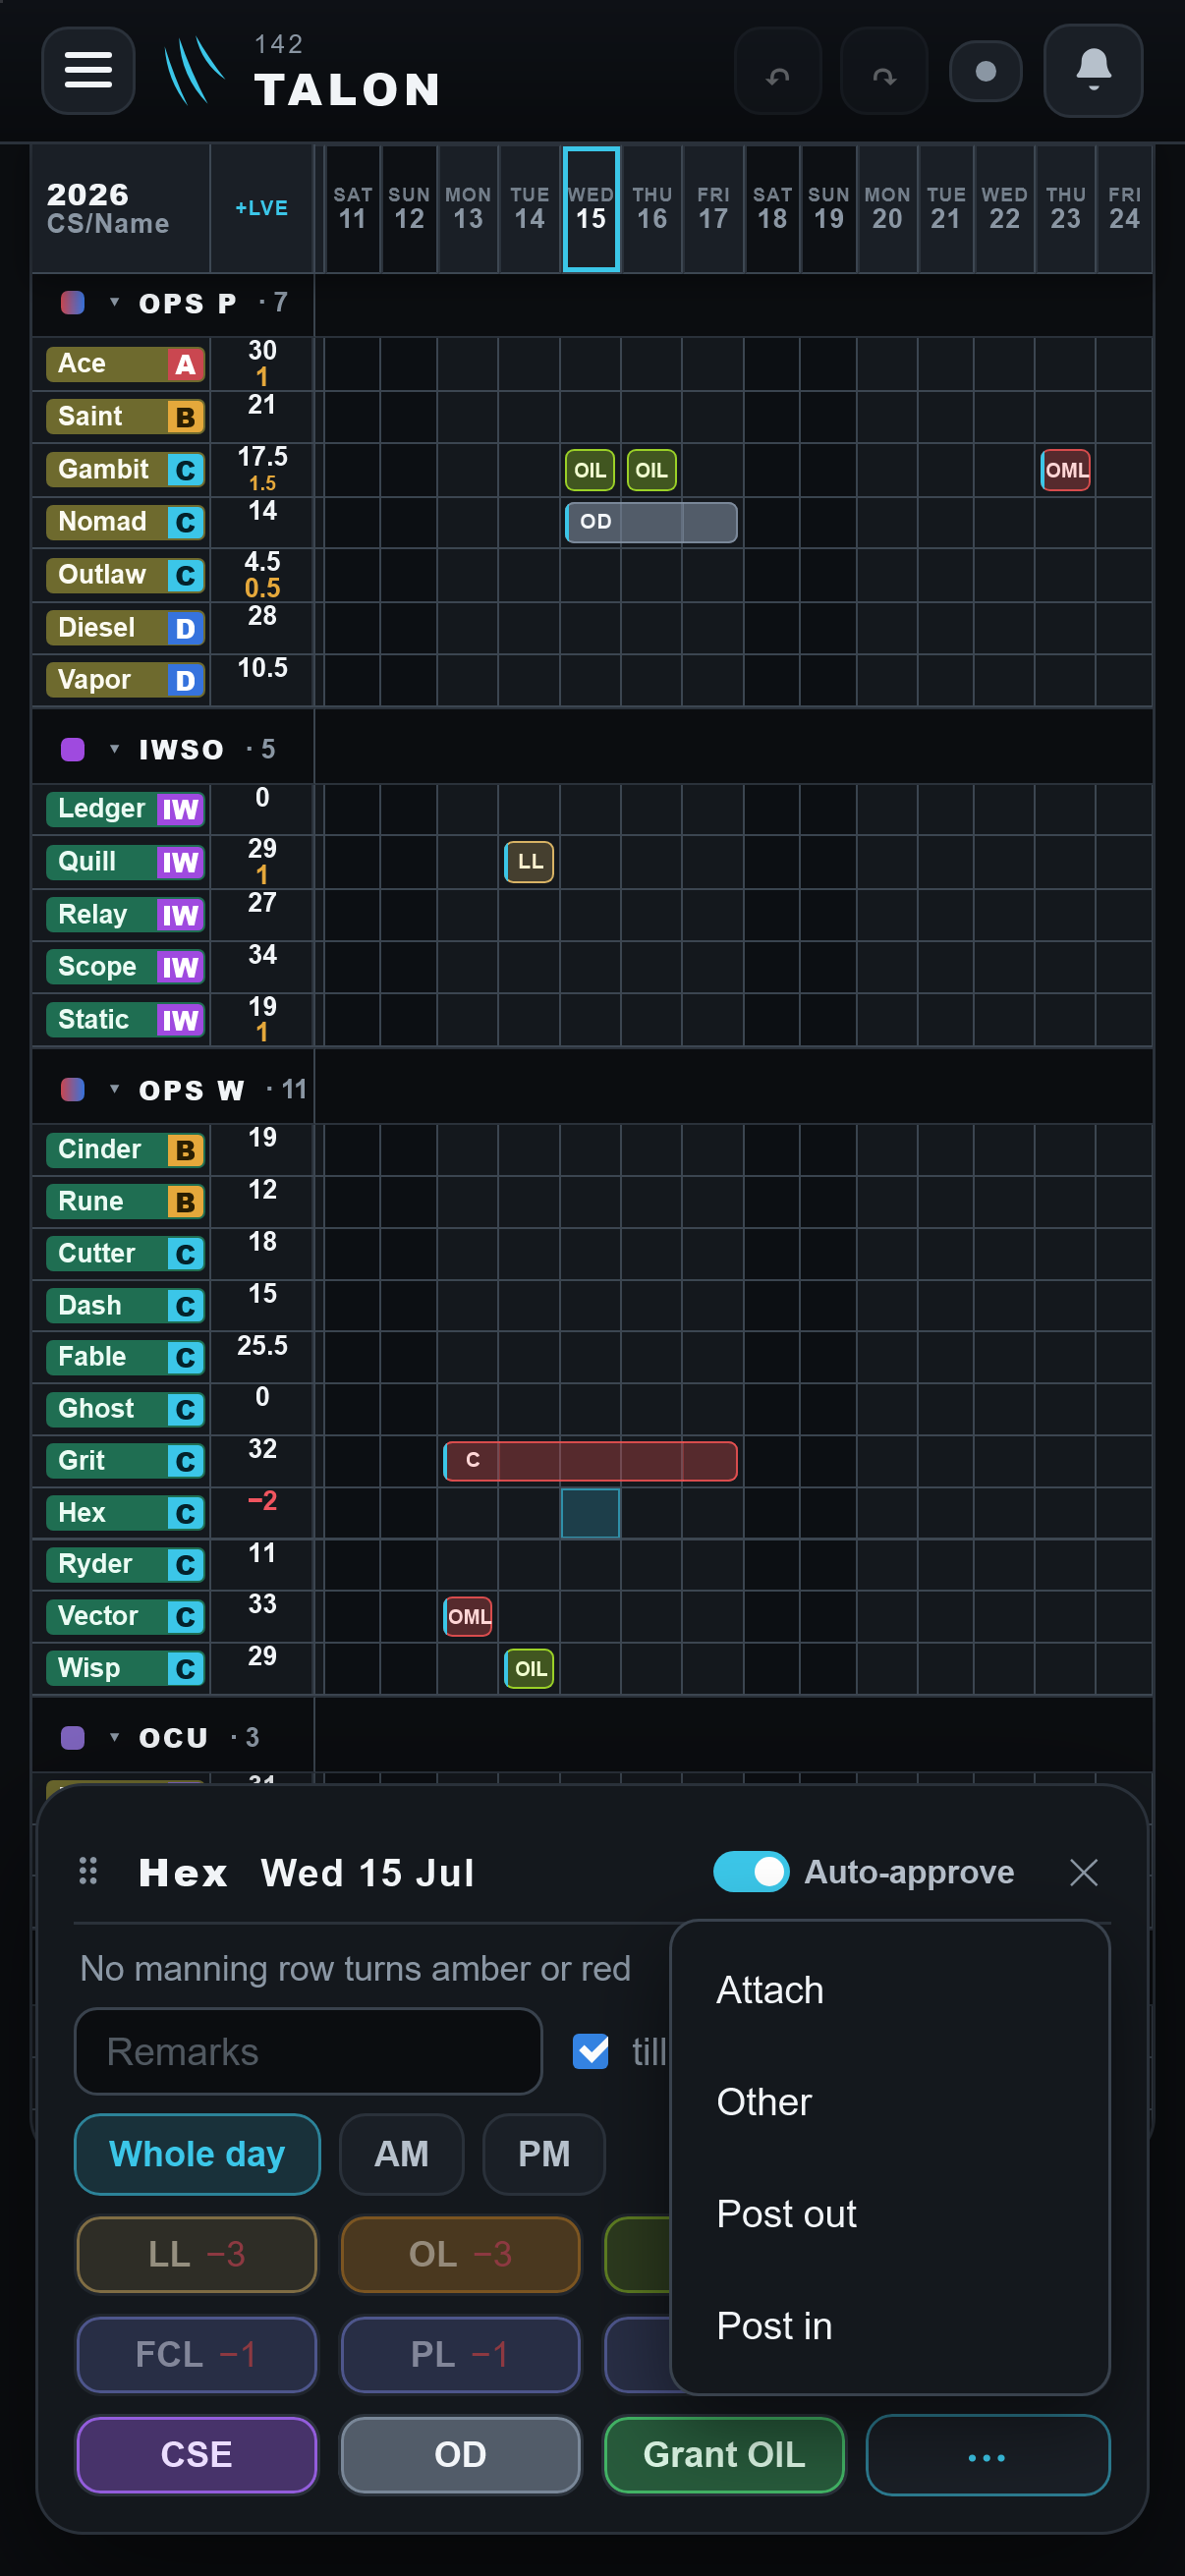 142
TALON
2026
CS/Name
+LVE
SAT 11
SUN 12
MON 13
TUE 14
WED 15
THU 16
FRI 17
SAT 18
SUN 19
MON 20
TUE 21
WED 22
THU 23
FRI 24
OPS P · 7
Ace A 30 1
Saint B 21
Gambit C 17.5 1.5 OIL OIL OML
Nomad C 14 OD
Outlaw C 4.5 0.5
Diesel D 28
Vapor D 10.5
IWSO · 5
Ledger IW 0
Quill IW 29 1 LL
Relay IW 27
Scope IW 34
Static IW 19 1
OPS W · 11
Cinder B 19
Rune B 12
Cutter C 18
Dash C 15
Fable C 25.5
Ghost C 0
Grit C 32 C
Hex C −2
Ryder C 11
Vector C 33 OML
Wisp C 29 OIL
OCU · 3
Hex Wed 15 Jul Auto-approve
No manning row turns amber or red
Remarks till
Whole day AM PM
LL −3 OL −3
FCL −1 PL −1
CSE OD Grant OIL ...
Attach
Other
Post out
Post in